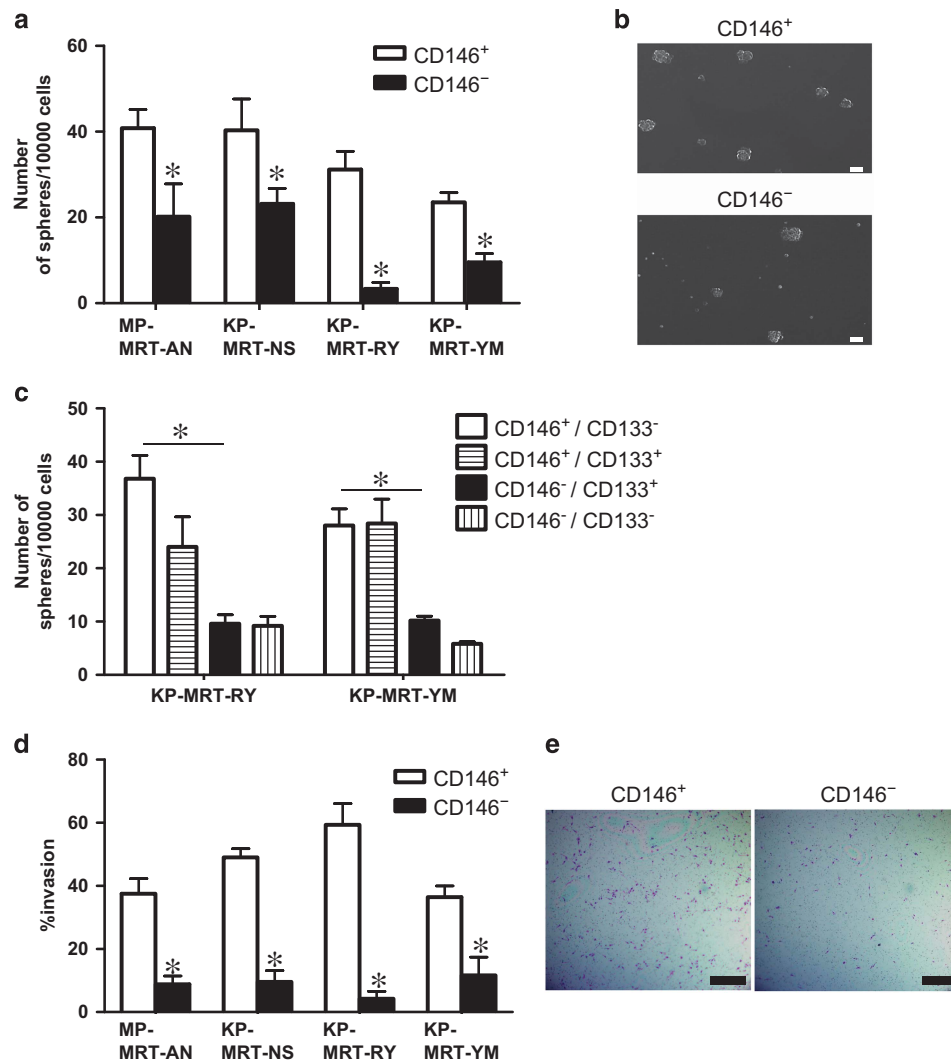 a
60
40
20
0
Number
of spheres/10000 cells
CD146⁺
CD146⁻
*
*
*
*
MP-
MRT-AN
KP-
MRT-NS
KP-
MRT-RY
KP-
MRT-YM
b
CD146⁺
CD146⁻
c
50
40
30
20
10
0
Number of
spheres/10000 cells
*
*
CD146⁺ / CD133⁻
CD146⁺ / CD133⁺
CD146⁻ / CD133⁺
CD146⁻ / CD133⁻
KP-MRT-RY
KP-MRT-YM
d
80
60
40
20
0
%invasion
CD146⁺
CD146⁻
*
*
*
*
MP-
MRT-AN
KP-
MRT-NS
KP-
MRT-RY
KP-
MRT-YM
e
CD146⁺
CD146⁻